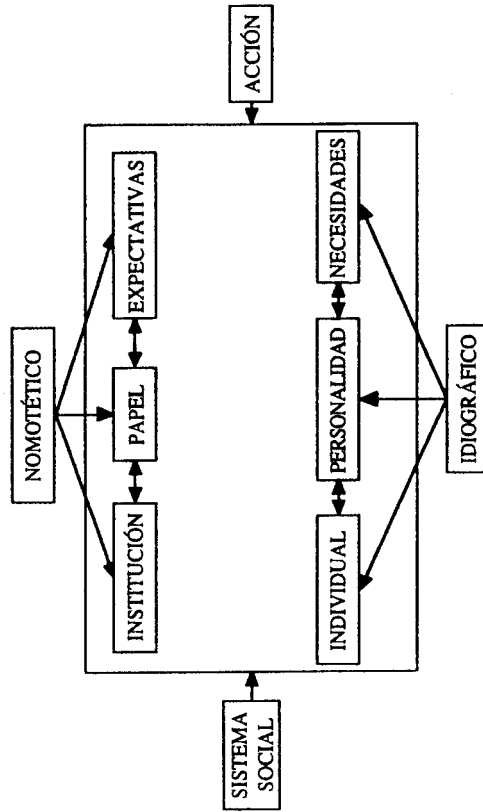 NOMOTÉTICO
INSTITUCIÓN
PAPEL
EXPECTATIVAS
SISTEMA
SOCIAL
ACCIÓN
INDIVIDUAL
PERSONALIDAD
NECESIDADES
IDIOGRÁFICO